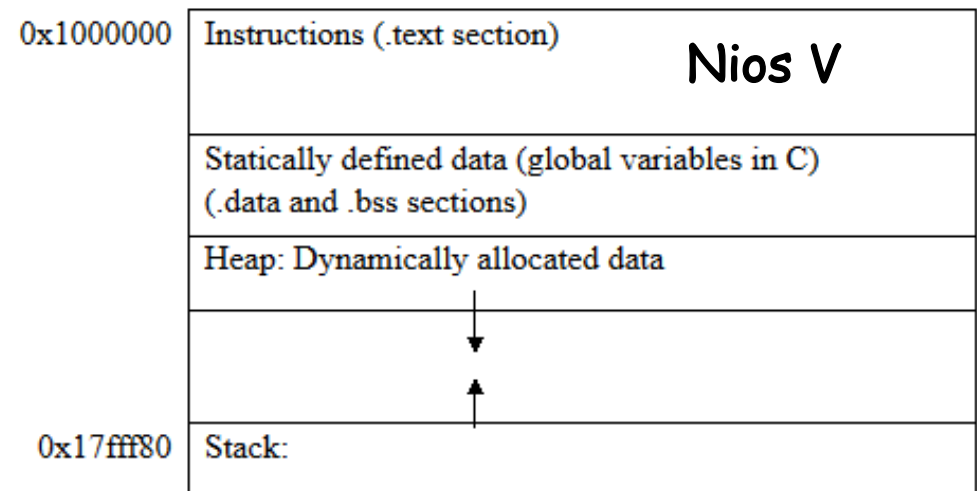 0x1000000
Instructions (.text section)
Nios V
Statically defined data (global variables in C)
(.data and .bss sections)
Heap: Dynamically allocated data
0x17fff80
Stack: